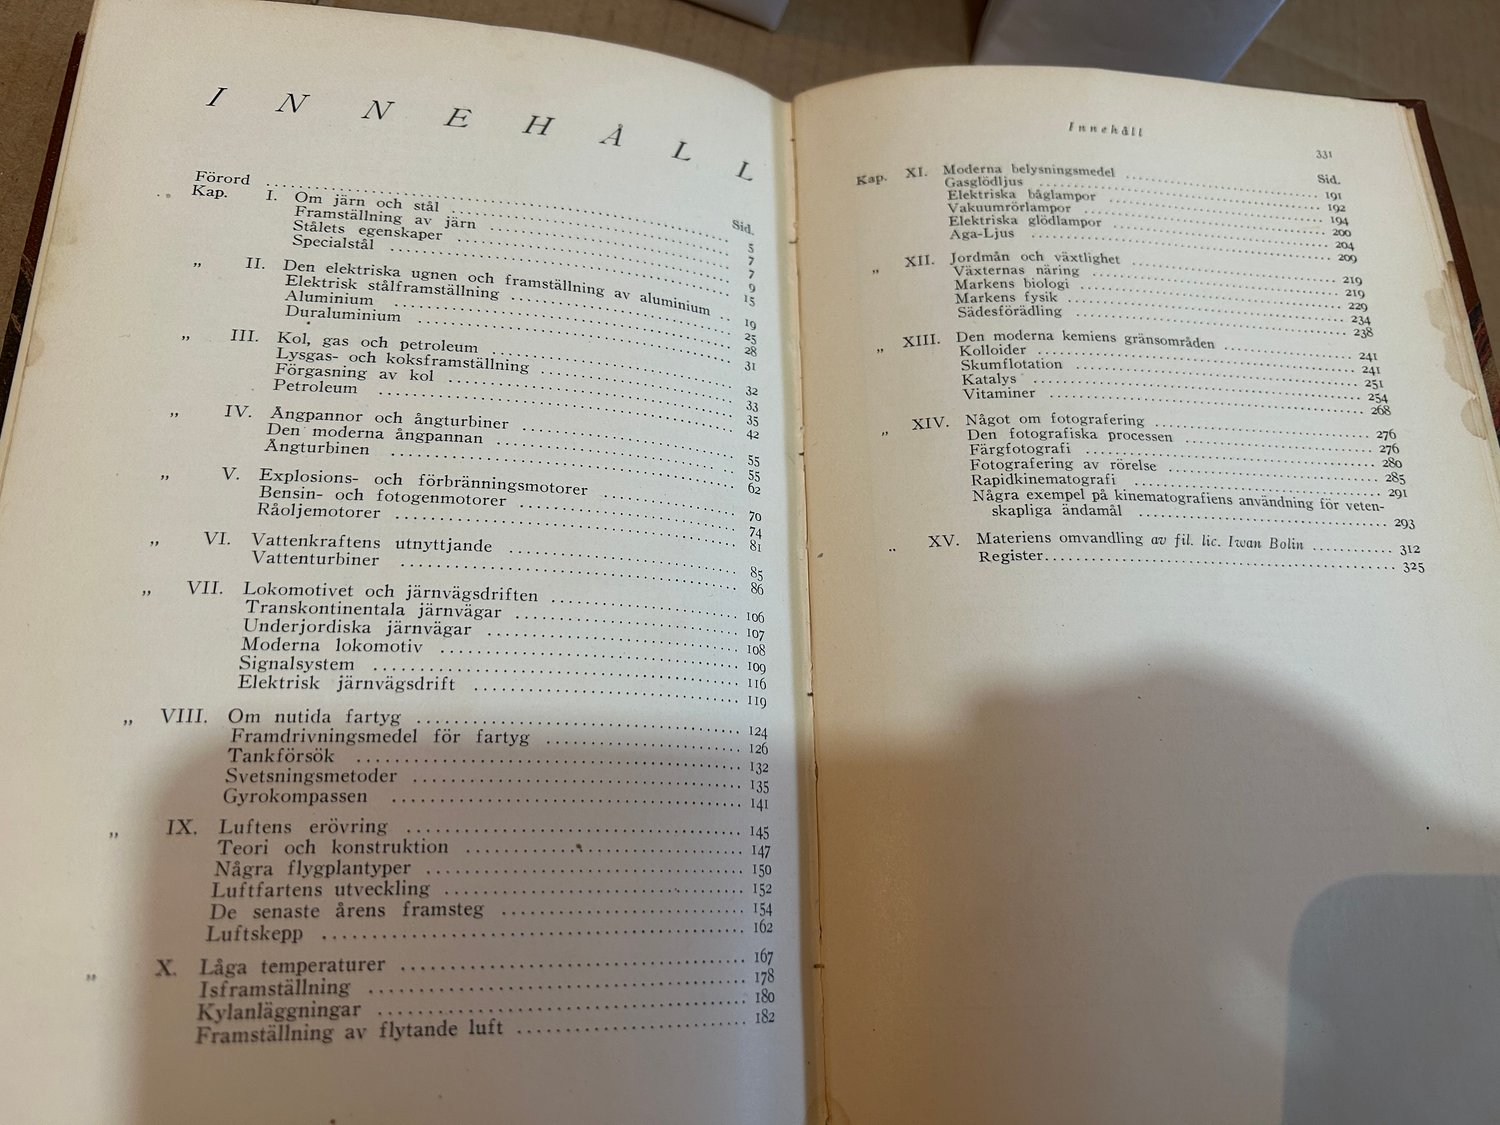 INNEHÅLL
Sid.
Förord 5
Kap. I. Om järn och stål 7
Framställning av järn 7
Stålets egenskaper 9
Specialstål 15
„ II. Den elektriska ugnen och framställning av aluminium 19
Elektrisk stålframställning 25
Aluminium 28
Duraluminium 31
„ III. Kol, gas och petroleum 32
Lysgas- och koksframställning 33
Förgasning av kol 35
Petroleum 42
„ IV. Ångpannor och ångturbiner 55
Den moderna ångpannan 55
Ångturbinen 62
„ V. Explosions- och förbränningsmotorer 70
Bensin- och fotogenmotorer 74
Råoljemotorer 81
„ VI. Vattenkraftens utnyttjande 85
Vattenturbiner 86
„ VII. Lokomotivet och järnvägsdriften 106
Transkontinentala järnvägar 107
Underjordiska järnvägar 108
Moderna lokomotiv 109
Signalsystem 116
Elektrisk järnvägsdrift 119
„ VIII. Om nutida fartyg 124
Framdrivningsmedel för fartyg 126
Tankförsök 132
Svetsningsmetoder 135
Gyrokompassen 141
„ IX. Luftens erövring 145
Teori och konstruktion 147
Några flygplantyper 150
Luftfartens utveckling 152
De senaste årens framsteg 154
Luftskepp 162
„ X. Låga temperaturer 167
Isframställning 178
Kylanläggningar 180
Framställning av flytande luft 182
Innehåll
331
Sid.
Kap. XI. Moderna belysningsmedel 191
Gasglödljus 192
Elektriska båglampor 194
Vakuumrörlampor 200
Elektriska glödlampor 204
Aga-Ljus 209
„ XII. Jordmån och växtlighet 219
Växternas näring 219
Markens biologi 229
Markens fysik 234
Sädesförädling 238
„ XIII. Den moderna kemiens gränsområden 241
Kolloider 241
Skumflotation 251
Katalys 254
Vitaminer 268
„ XIV. Något om fotografering 276
Den fotografiska processen 276
Färgfotografi 280
Fotografering av rörelse 285
Rapidkinematografi 291
Några exempel på kinematografiens användning för veten-
skapliga ändamål 293
„ XV. Materiens omvandling av fil. lic. Iwan Bolin 312
Register 325